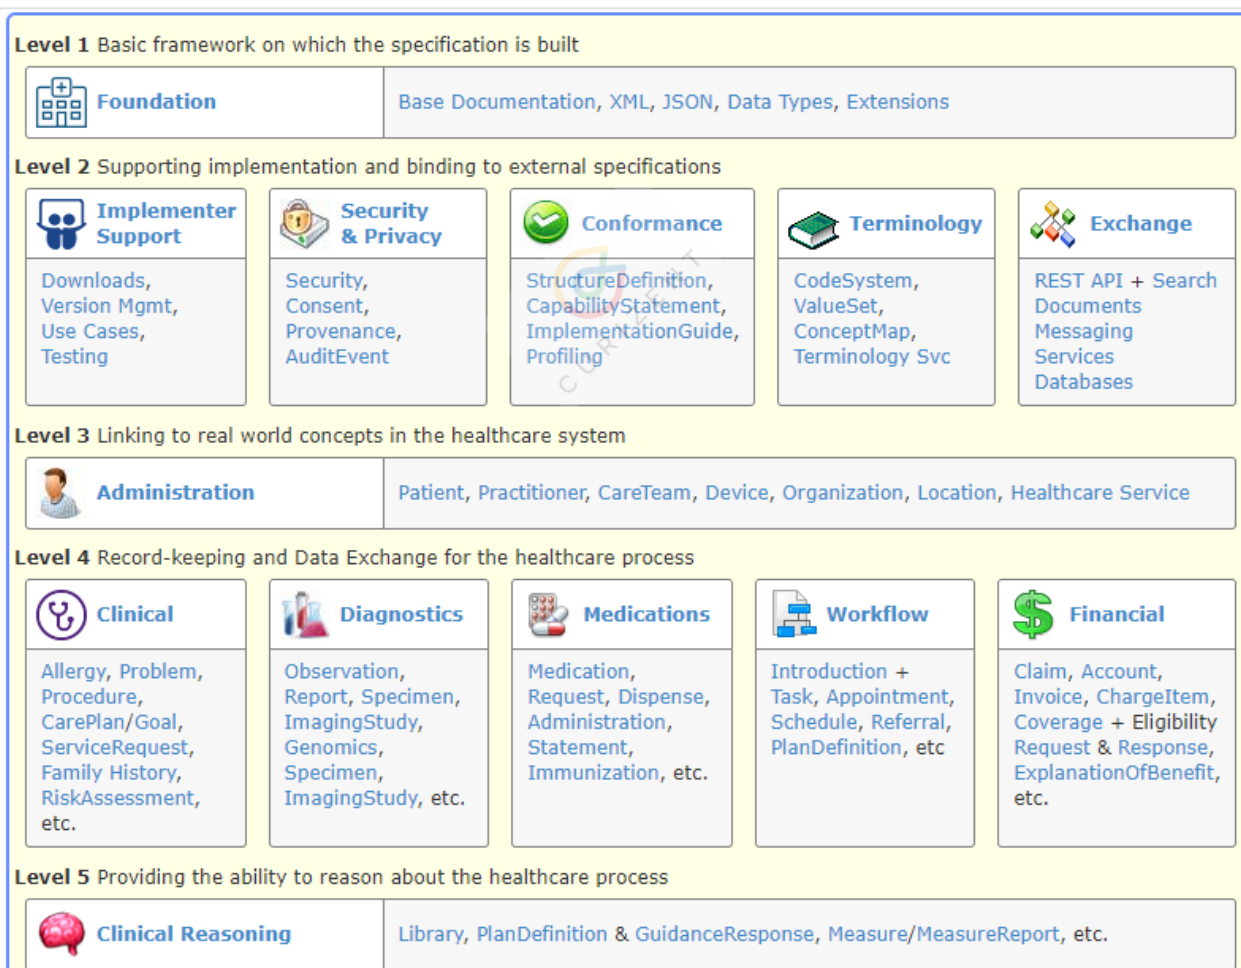 Level 1 Basic framework on which the specification is built
Foundation
Base Documentation, XML, JSON, Data Types, Extensions
Level 2 Supporting implementation and binding to external specifications
Implementer
Support
Downloads,
Version Mgmt,
Use Cases,
Testing
Security
& Privacy
Security,
Consent,
Provenance,
AuditEvent
Conformance
StructureDefinition,
CapabilityStatement,
ImplementationGuide,
Profiling
CURIZENT
Terminology
CodeSystem,
ValueSet,
ConceptMap,
Terminology Svc
Exchange
REST API + Search
Documents
Messaging
Services
Databases
Level 3 Linking to real world concepts in the healthcare system
Administration
Patient, Practitioner, CareTeam, Device, Organization, Location, Healthcare Service
Level 4 Record-keeping and Data Exchange for the healthcare process
Clinical
Allergy, Problem,
Procedure,
CarePlan/Goal,
ServiceRequest,
Family History,
RiskAssessment,
etc.
Diagnostics
Observation,
Report, Specimen,
ImagingStudy,
Genomics,
Specimen,
ImagingStudy, etc.
Medications
Medication,
Request, Dispense,
Administration,
Statement,
Immunization, etc.
Workflow
Introduction +
Task, Appointment,
Schedule, Referral,
PlanDefinition, etc
Financial
Claim, Account,
Invoice, ChargeItem,
Coverage + Eligibility
Request & Response,
ExplanationOfBenefit,
etc.
Level 5 Providing the ability to reason about the healthcare process
Clinical Reasoning
Library, PlanDefinition & GuidanceResponse, Measure/MeasureReport, etc.